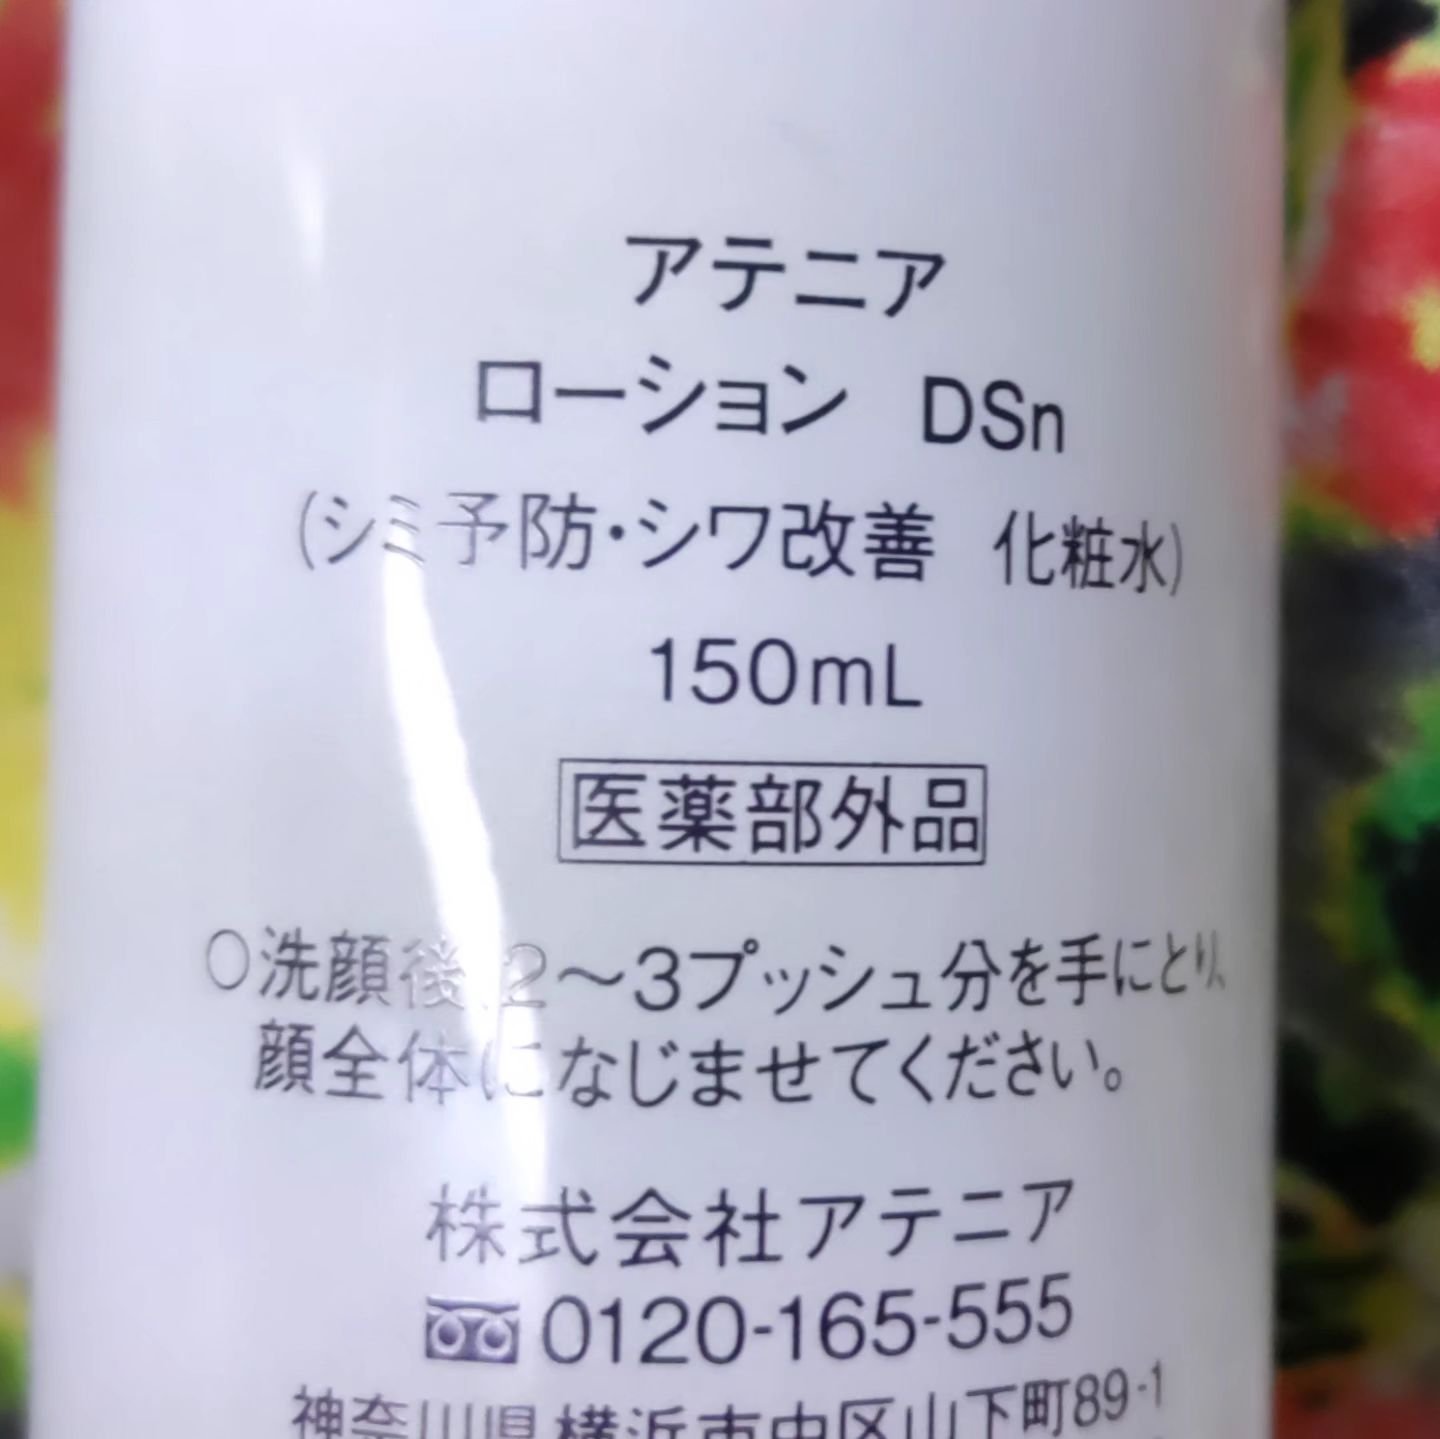 アテニア
ローション DSn
(シミ予防・シワ改善 化粧水)
150mL
医薬部外品
○洗顔後、2～3プッシュ分を手にとり、
顔全体になじませてください。
株式会社アテニア
0120-165-555
神奈川県横浜市中区山下町89-1